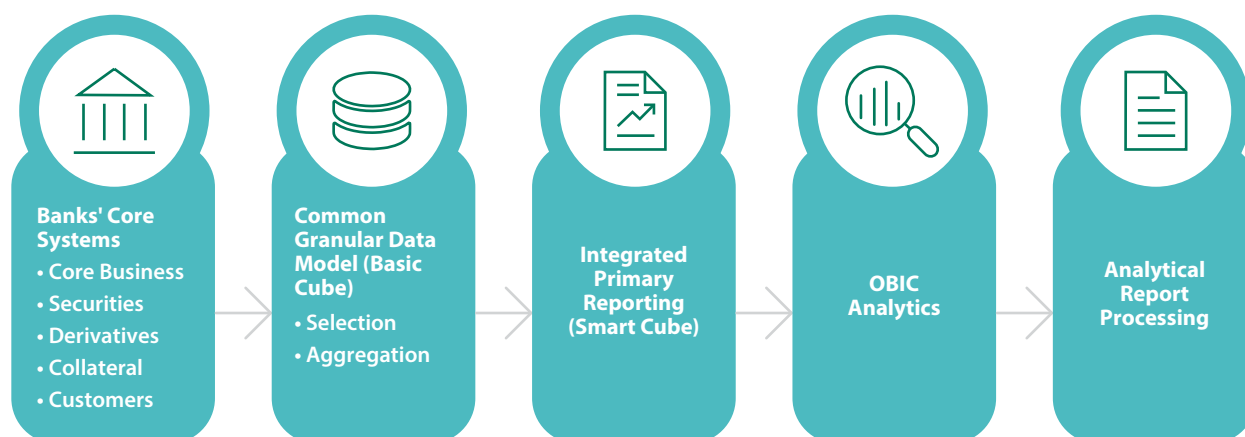 Banks' Core
Systems
• Core Business
• Securities
• Derivatives
• Collateral
• Customers
Common
Granular Data
Model (Basic
Cube)
• Selection
• Aggregation
Integrated
Primary
Reporting
(Smart Cube)
OBIC
Analytics
Analytical
Report
Processing